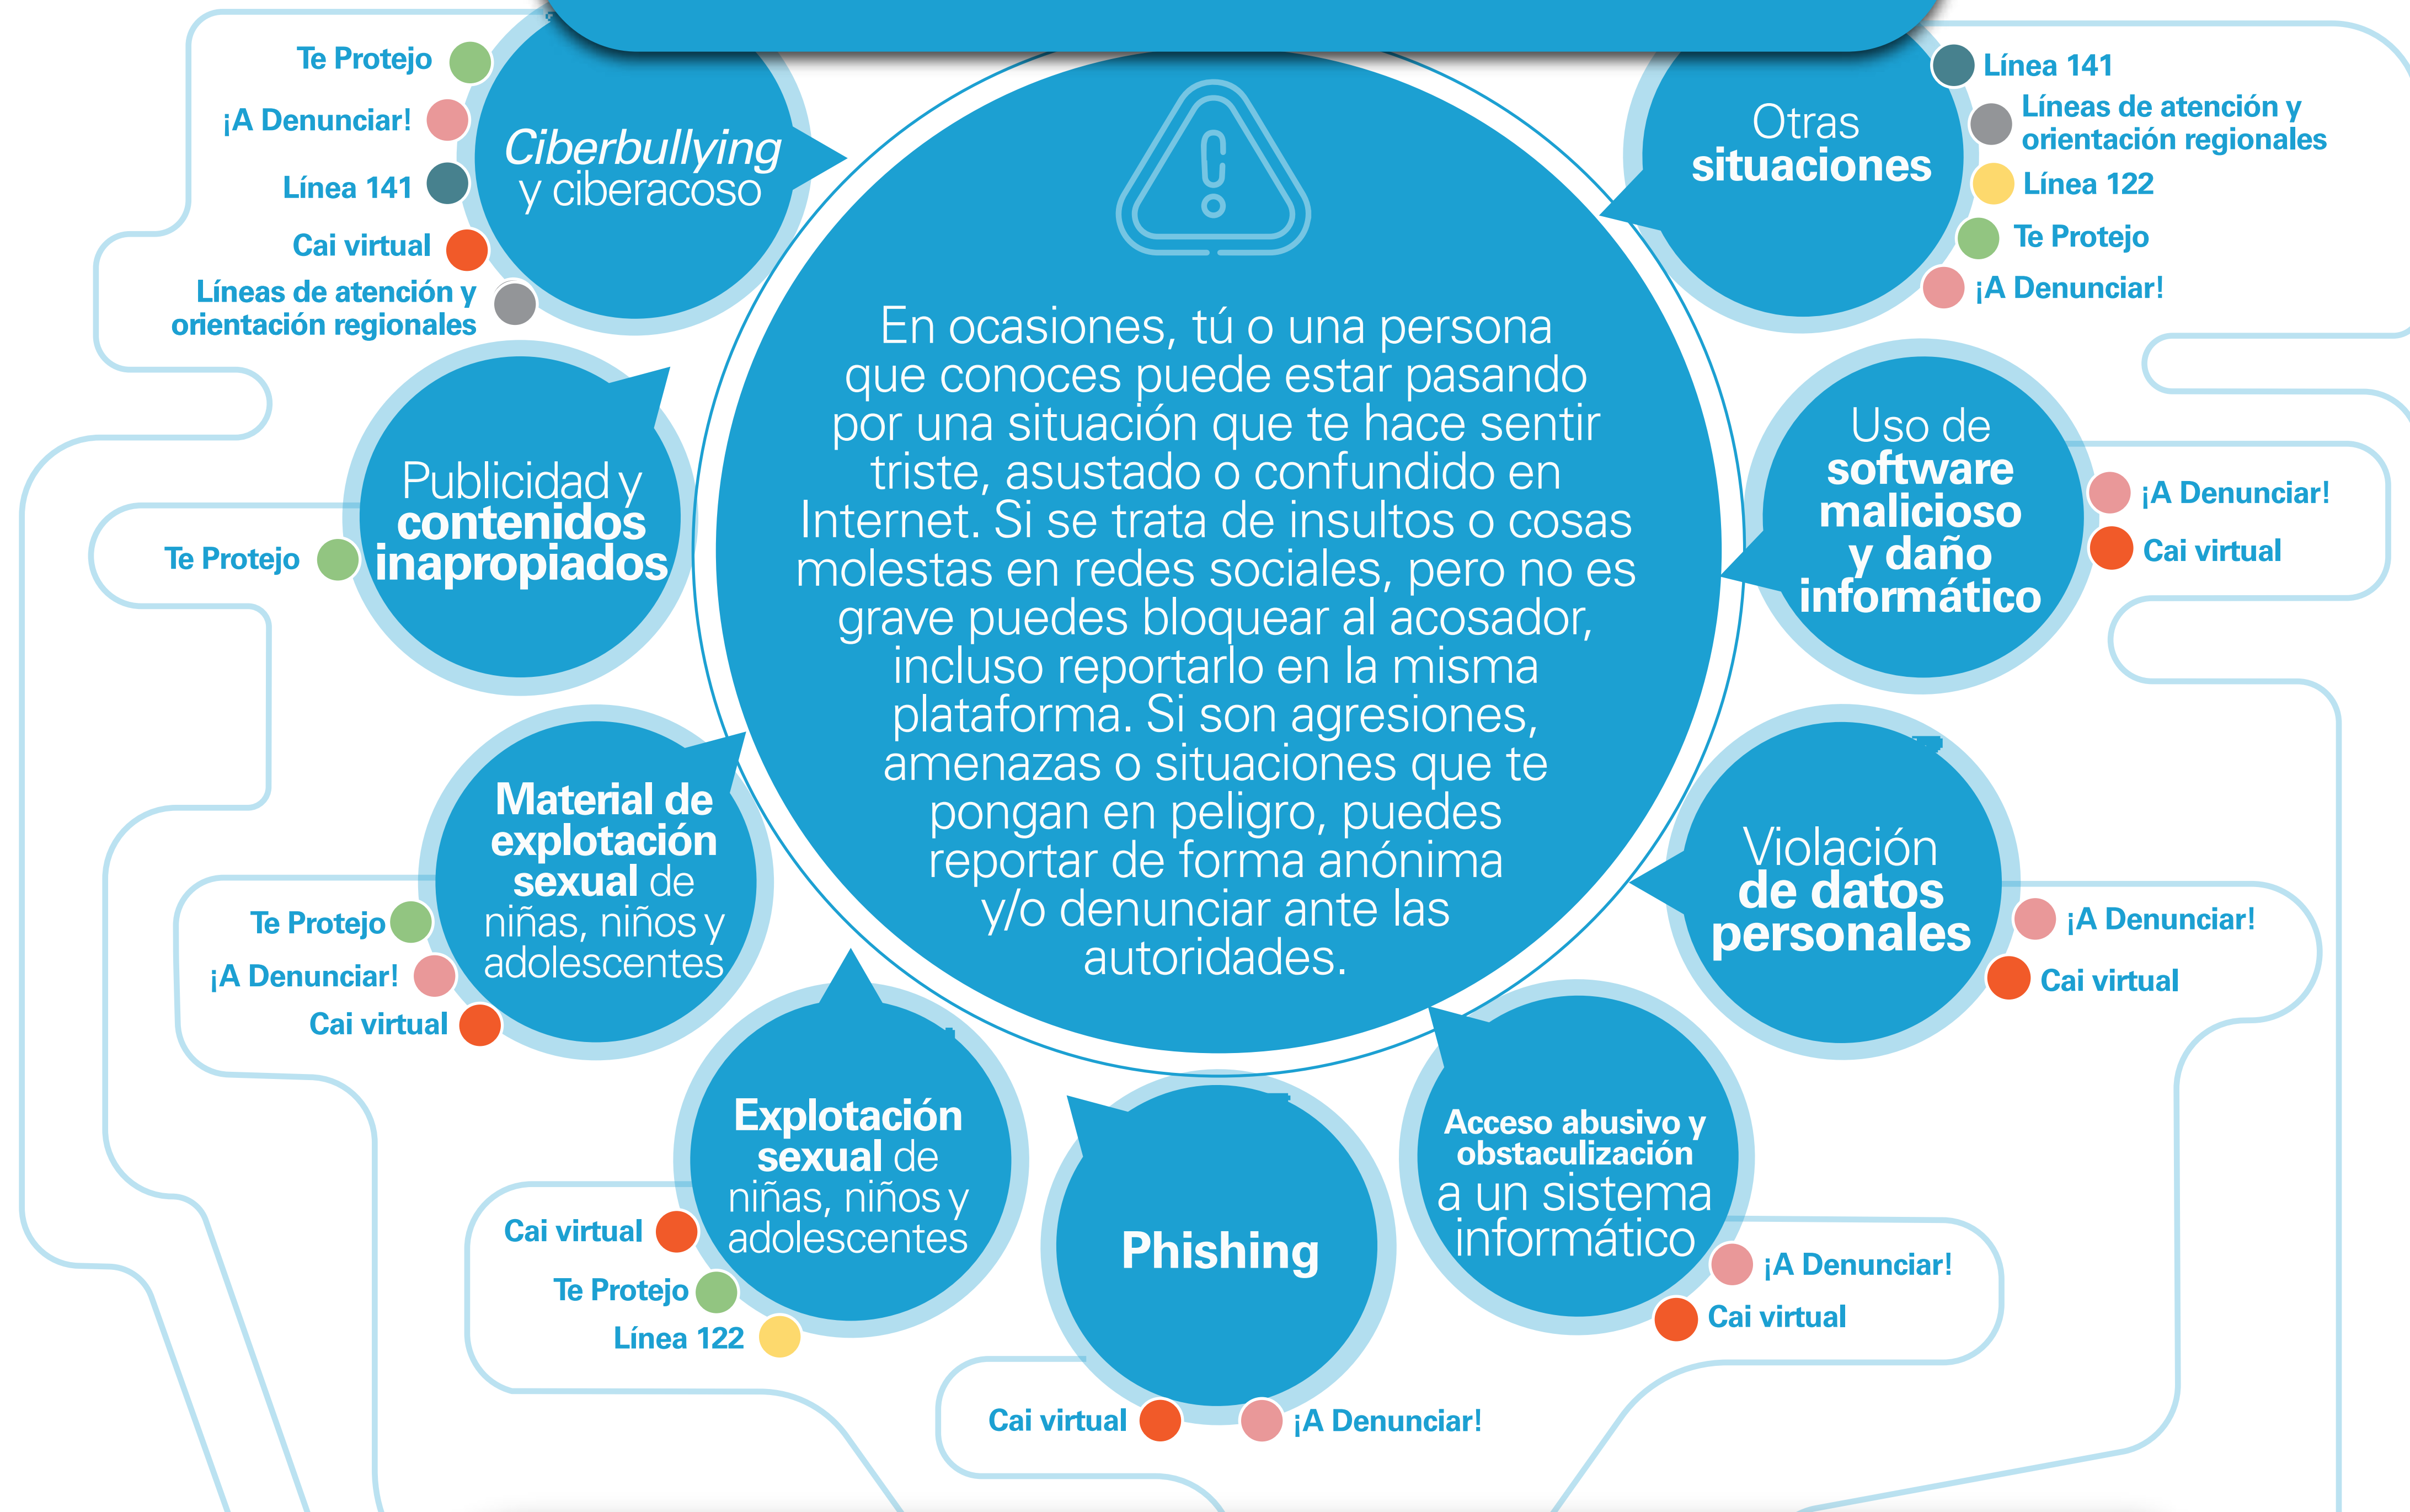 Te Protejo
¡A Denunciar!
Línea 141
Cai virtual
Líneas de atención y
orientación regionales
Ciberbullying
y ciberacoso
Otras
situaciones
Línea 141
Líneas de atención y
orientación regionales
Línea 122
Te Protejo
¡A Denunciar!
En ocasiones, tú o una persona
que conoces puede estar pasando
por una situación que te hace sentir
triste, asustado o confundido en
Internet. Si se trata de insultos o cosas
molestas en redes sociales, pero no es
grave puedes bloquear al acosador,
incluso reportarlo en la misma
plataforma. Si son agresiones,
amenazas o situaciones que te
pongan en peligro, puedes
reportar de forma anónima
y/o denunciar ante las
autoridades.
Publicidad y
contenidos
inapropiados
Te Protejo
Uso de
software
malicioso
y daño
informático
¡A Denunciar!
Cai virtual
Material de
explotación
sexual de
niñas, niños y
adolescentes
Te Protejo
¡A Denunciar!
Cai virtual
Violación
de datos
personales
¡A Denunciar!
Cai virtual
Explotación
sexual de
niñas, niños y
adolescentes
Cai virtual
Te Protejo
Línea 122
Phishing
Cai virtual
¡A Denunciar!
Acceso abusivo y
obstaculización
a un sistema
informático
¡A Denunciar!
Cai virtual